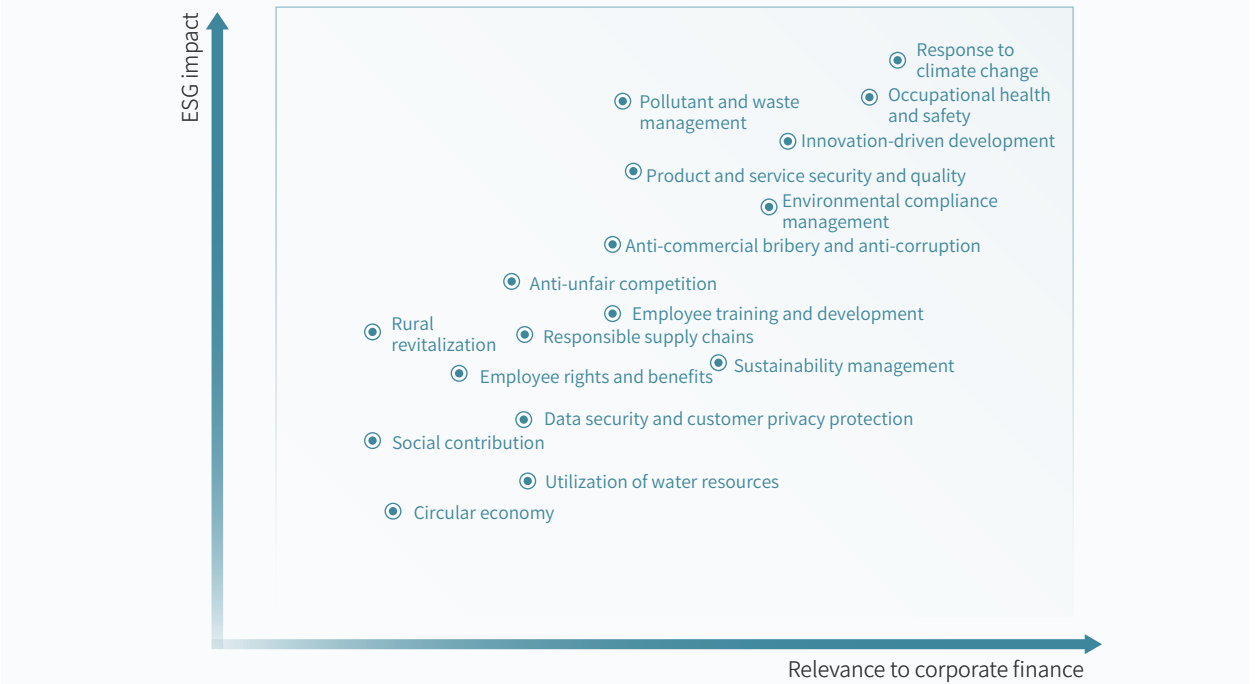 ESG impact
Response to
climate change
Pollutant and waste
management
Occupational health
and safety
Innovation-driven development
Product and service security and quality
Environmental compliance
management
Anti-commercial bribery and anti-corruption
Anti-unfair competition
Employee training and development
Rural
revitalization
Responsible supply chains
Sustainability management
Employee rights and benefits
Data security and customer privacy protection
Social contribution
Utilization of water resources
Circular economy
Relevance to corporate finance